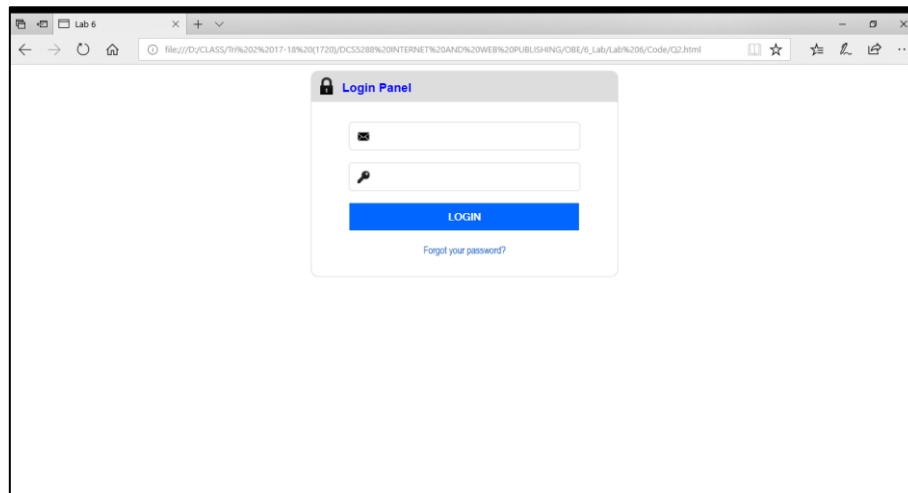 Lab 6
file:///D:/CLASS/Tri%202%2017-18%20(1720)/DCS5288%20INTERNET%20AND%20WEB%20PUBLISHING/OBE/6_Lab/Lab%206/Code/Q2.html
Login Panel
LOGIN
Forgot your password?